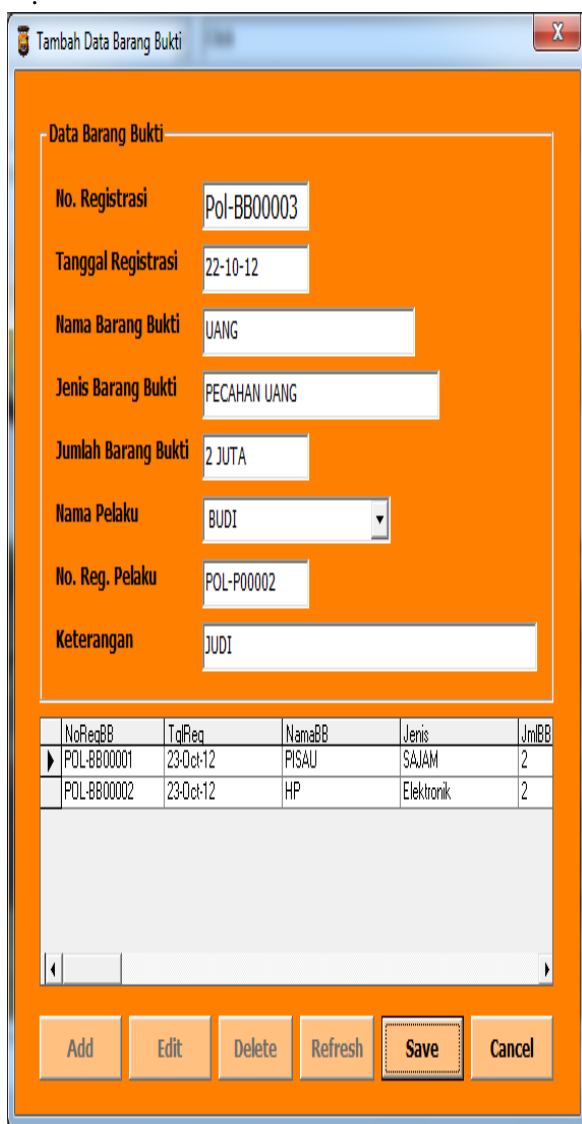 Tambah Data Barang Bukti
X
Data Barang Bukti
No. Registrasi Pol-BB00003
Tanggal Registrasi 22-10-12
Nama Barang Bukti UANG
Jenis Barang Bukti PECAHAN UANG
Jumlah Barang Bukti 2 JUTA
Nama Pelaku BUDI
No. Reg. Pelaku POL-P00002
Keterangan JUDI
NoRegBB TglReg NamaBB Jenis JmlBB
POL-BB00001 23-Oct-12 PISAU SAJAM 2
POL-BB00002 23-Oct-12 HP Elektronik 2
Add Edit Delete Refresh Save Cancel